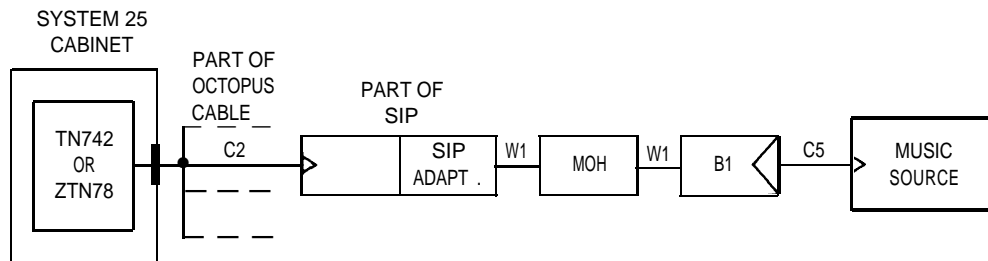 SYSTEM 25
CABINET
PART OF
OCTOPUS
CABLE
PART OF
SIP
TN742
OR
ZTN78
C2
SIP
ADAPT .
W1
MOH
W1
B1
C5
MUSIC
SOURCE